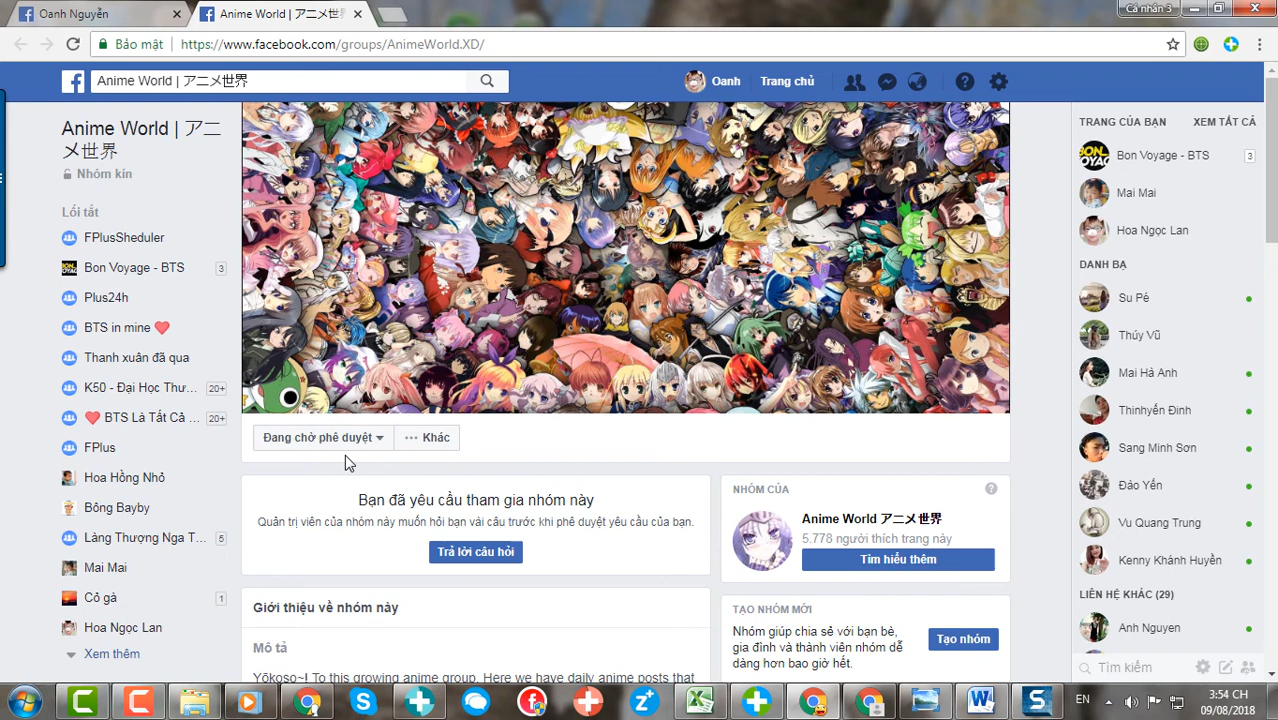 Oanh Nguyễn
Anime World | アニメ世界
Cá nhân 3
Bảo mật
https://www.facebook.com/groups/AnimeWorld.XD/
Anime World | アニメ世界
Oanh
Trang chủ
Anime World | アニ
メ世界
Nhóm kín
Lối tắt
FPlusSheduler
Bon Voyage - BTS 3
Plus24h
BTS in mine ❤️
Thanh xuân đã qua
K50 - Đại Học Thư... 20+
❤️ BTS Là Tất Cả ... 20+
FPlus
Hoa Hồng Nhỏ
Bông Bayby
Làng Thượng Nga T... 5
Mai Mai
Cỏ gà 1
Hoa Ngọc Lan
Xem thêm
Đang chờ phê duyệt
Khác
Bạn đã yêu cầu tham gia nhóm này
Quản trị viên của nhóm này muốn hỏi bạn vài câu trước khi phê duyệt yêu cầu của bạn.
Trả lời câu hỏi
Giới thiệu về nhóm này
Mô tả
Yōkoso~! To this growing anime group. Here we have daily anime posts that
NHÓM CỦA
Anime World アニメ世界
5.778 người thích trang này
Tìm hiểu thêm
TẠO NHÓM MỚI
Nhóm giúp chia sẻ với bạn bè,
gia đình và thành viên nhóm dễ
dàng hơn bao giờ hết.
Tạo nhóm
TRANG CỦA BẠN
XEM TẤT CẢ
Bon Voyage - BTS 3
Mai Mai
Hoa Ngọc Lan
DANH BẠ
Su Pé
Thúy Vũ
Mai Hà Anh
Thinhyến Đinh
Sang Minh Sơn
Đào Yến
Vu Quang Trung
Kenny Khánh Huyền
LIÊN HỆ KHÁC (29)
Anh Nguyen
Tìm kiếm
EN
3:54 CH
09/08/2018